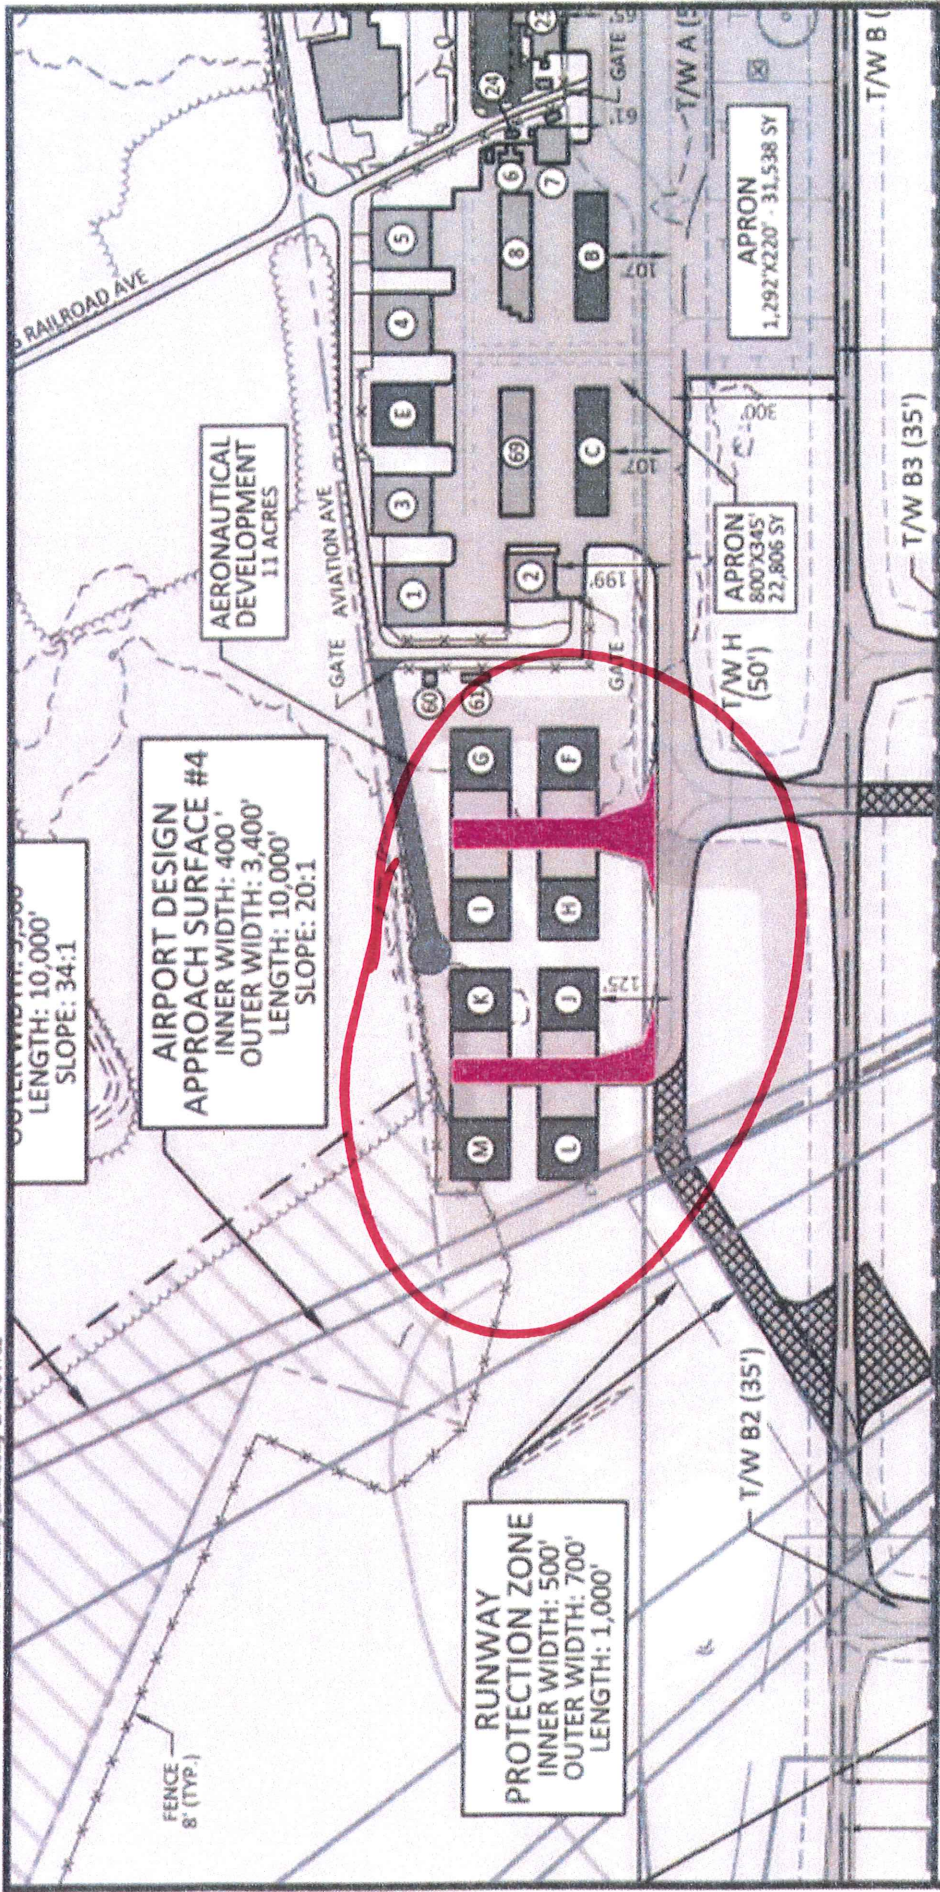 LENGTH: 10,000'
SLOPE: 34:1
AIRPORT DESIGN
APPROACH SURFACE #4
INNER WIDTH: 400'
OUTER WIDTH: 3,400'
LENGTH: 10,000'
SLOPE: 20:1
AERONAUTICAL
DEVELOPMENT
11 ACRES
RAILROAD AVE
GATE
AVIATION AVE
FENCE
8' (TYP.)
RUNWAY
PROTECTION ZONE
INNER WIDTH: 500'
OUTER WIDTH: 700'
LENGTH: 1,000'
M
K
I
G
60
61
1
3
E
4
5
24
23
6
7
L
J
H
F
2
69
8
C
B
125'
GATE
199'
107'
107'
61'
GATE
T/W A
T/W H
(50')
APRON
800'X345'
22,806 SY
300'
APRON
1,292'X220' - 31,538 SY
T/W B2 (35')
T/W B3 (35')
T/W B (